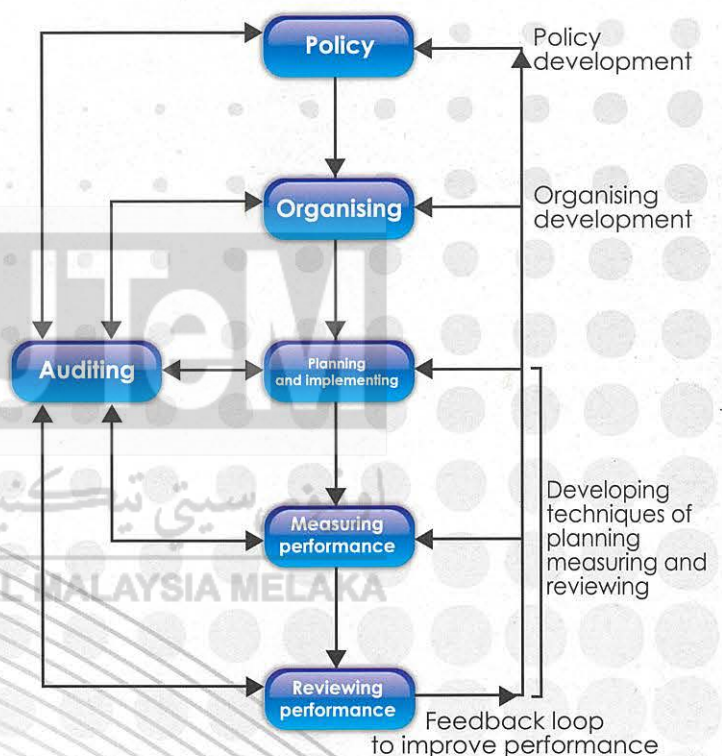 Policy
Policy
development
Organising
Organising
development
UTeM
Auditing
Planning
and implementing
Developing
techniques of
planning
measuring and
reviewing
Measuring
performance
MALAYSIA MELAKA
Reviewing
performance
Feedback loop
to improve performance